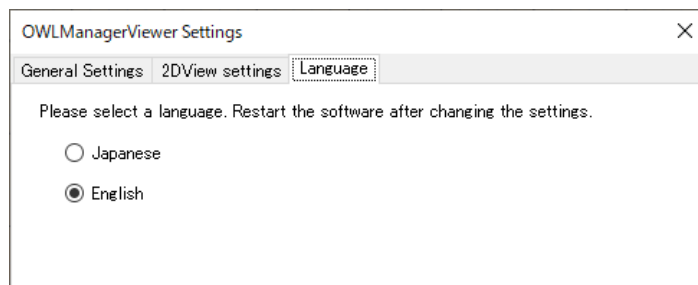 OWLManagerViewer Settings
General Settings 2DView settings Language
Please select a language. Restart the software after changing the settings.
Japanese
English